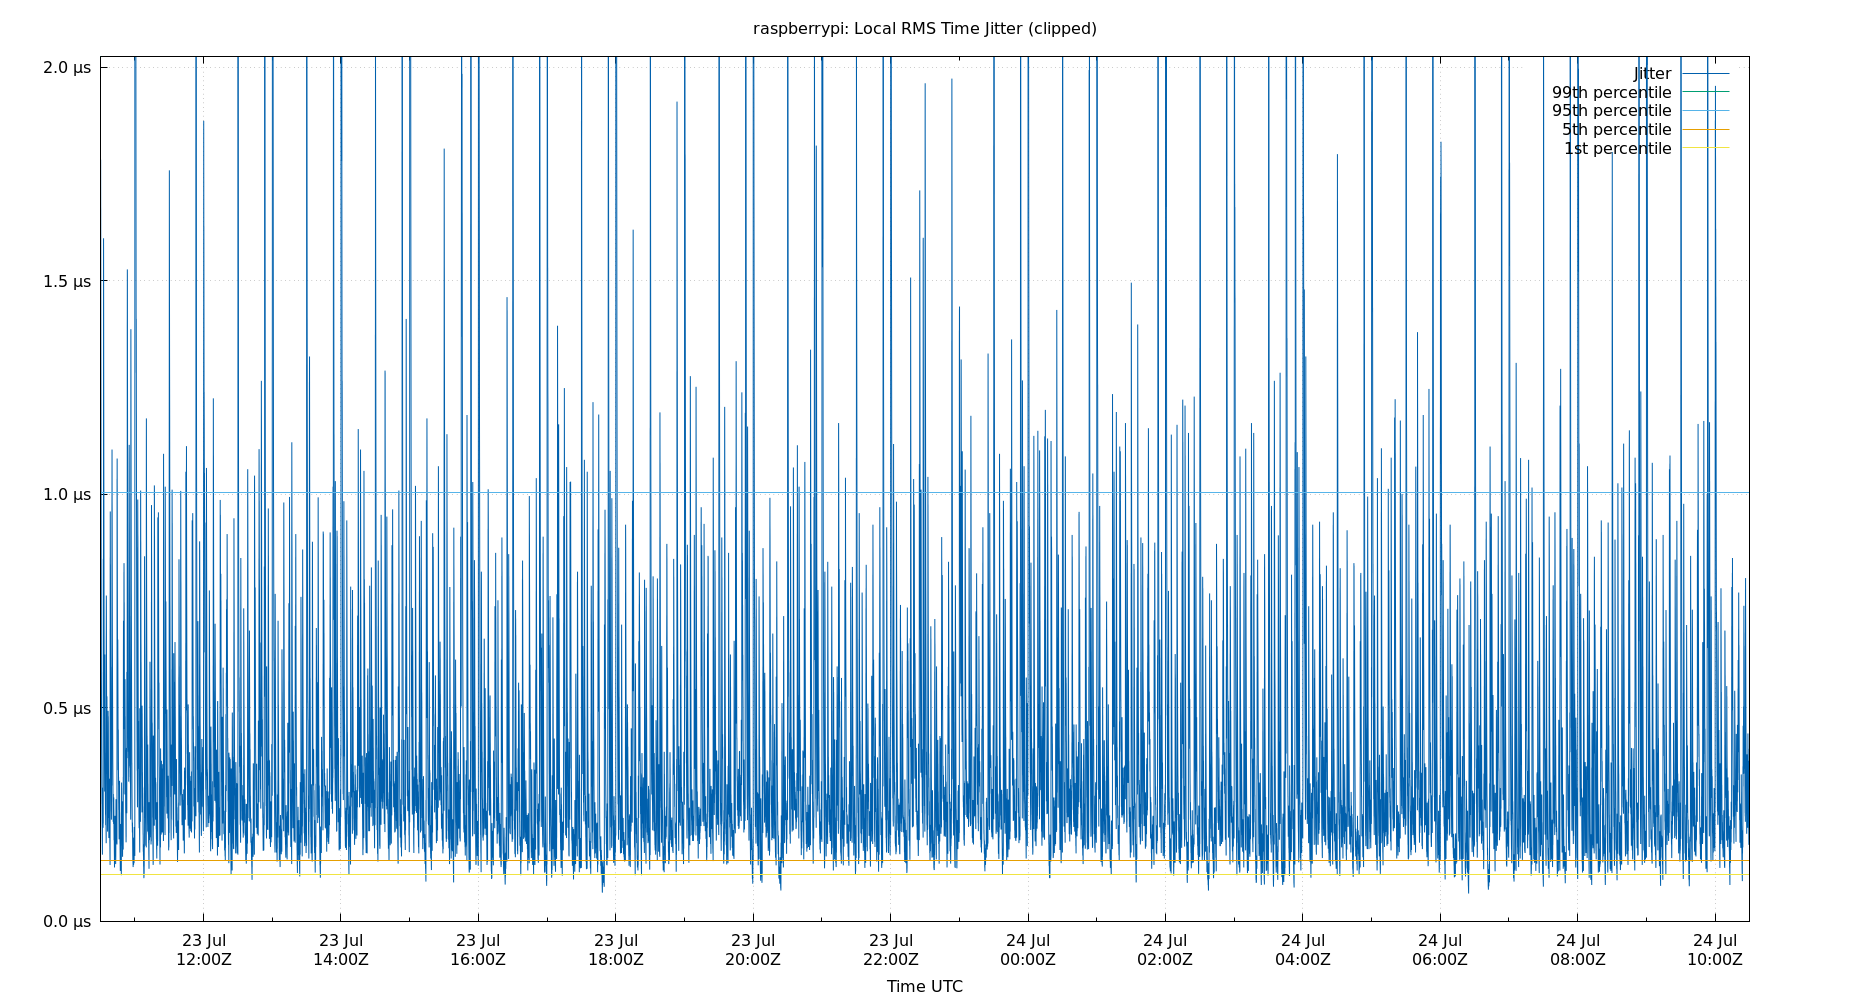 raspberrypi: Local RMS Time Jitter (clipped)
2.0 µs
1.5 µs
1.0 µs
0.5 µs
0.0 µs
Jitter
99th percentile
95th percentile
5th percentile
1st percentile
23 Jul 23 Jul 23 Jul 23 Jul 23 Jul 23 Jul 24 Jul 24 Jul 24 Jul 24 Jul 24 Jul 24 Jul
12:00Z 14:00Z 16:00Z 18:00Z 20:00Z 22:00Z 00:00Z 02:00Z 04:00Z 06:00Z 08:00Z 10:00Z
Time UTC